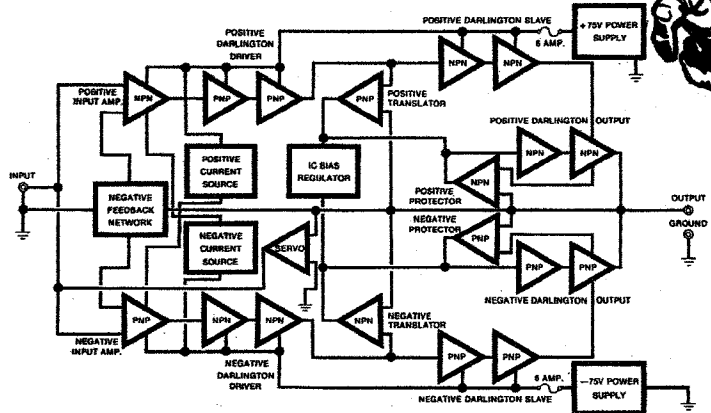 POSITIVE DARLINGTON SLAVE
POSITIVE
DARLINGTON
DRIVER
6 AMP.
+75V POWER
SUPPLY
POSITIVE
INPUT AMP.
NPN
PNP
PNP
PNP
POSITIVE
TRANSLATOR
NPN
NPN
POSITIVE DARLINGTON OUTPUT
NPN
NPN
POSITIVE
CURRENT
SOURCE
IC BIAS
REGULATOR
NPN
POSITIVE
PROTECTOR
INPUT
NEGATIVE
FEEDBACK
NETWORK
OUTPUT
GROUND
NEGATIVE
PROTECTOR
PNP
NEGATIVE
CURRENT
SOURCE
SERVO
PNP
PNP
NEGATIVE DARLINGTON OUTPUT
PNP
NPN
NPN
NPN
NEGATIVE
TRANSLATOR
NEGATIVE
INPUT AMP.
PNP
PNP
NEGATIVE
DARLINGTON
DRIVER
6 AMP.
—75V POWER
SUPPLY
NEGATIVE DARLINGTON SLAVE